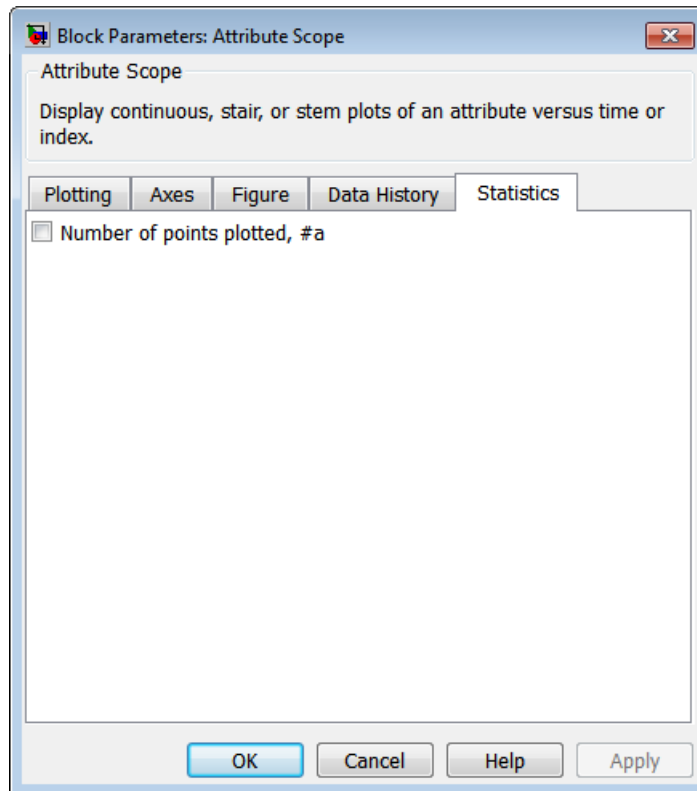 Block Parameters: Attribute Scope
Attribute Scope
Display continuous, stair, or stem plots of an attribute versus time or
index.
Plotting Axes Figure Data History Statistics
Number of points plotted, #a
OK Cancel Help Apply